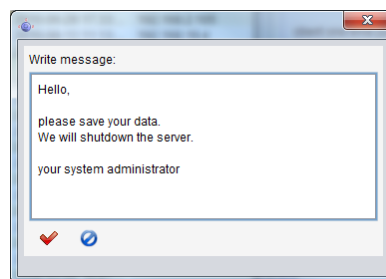 Write message:
Hello,
please save your data.
We will shutdown the server.
your system administrator